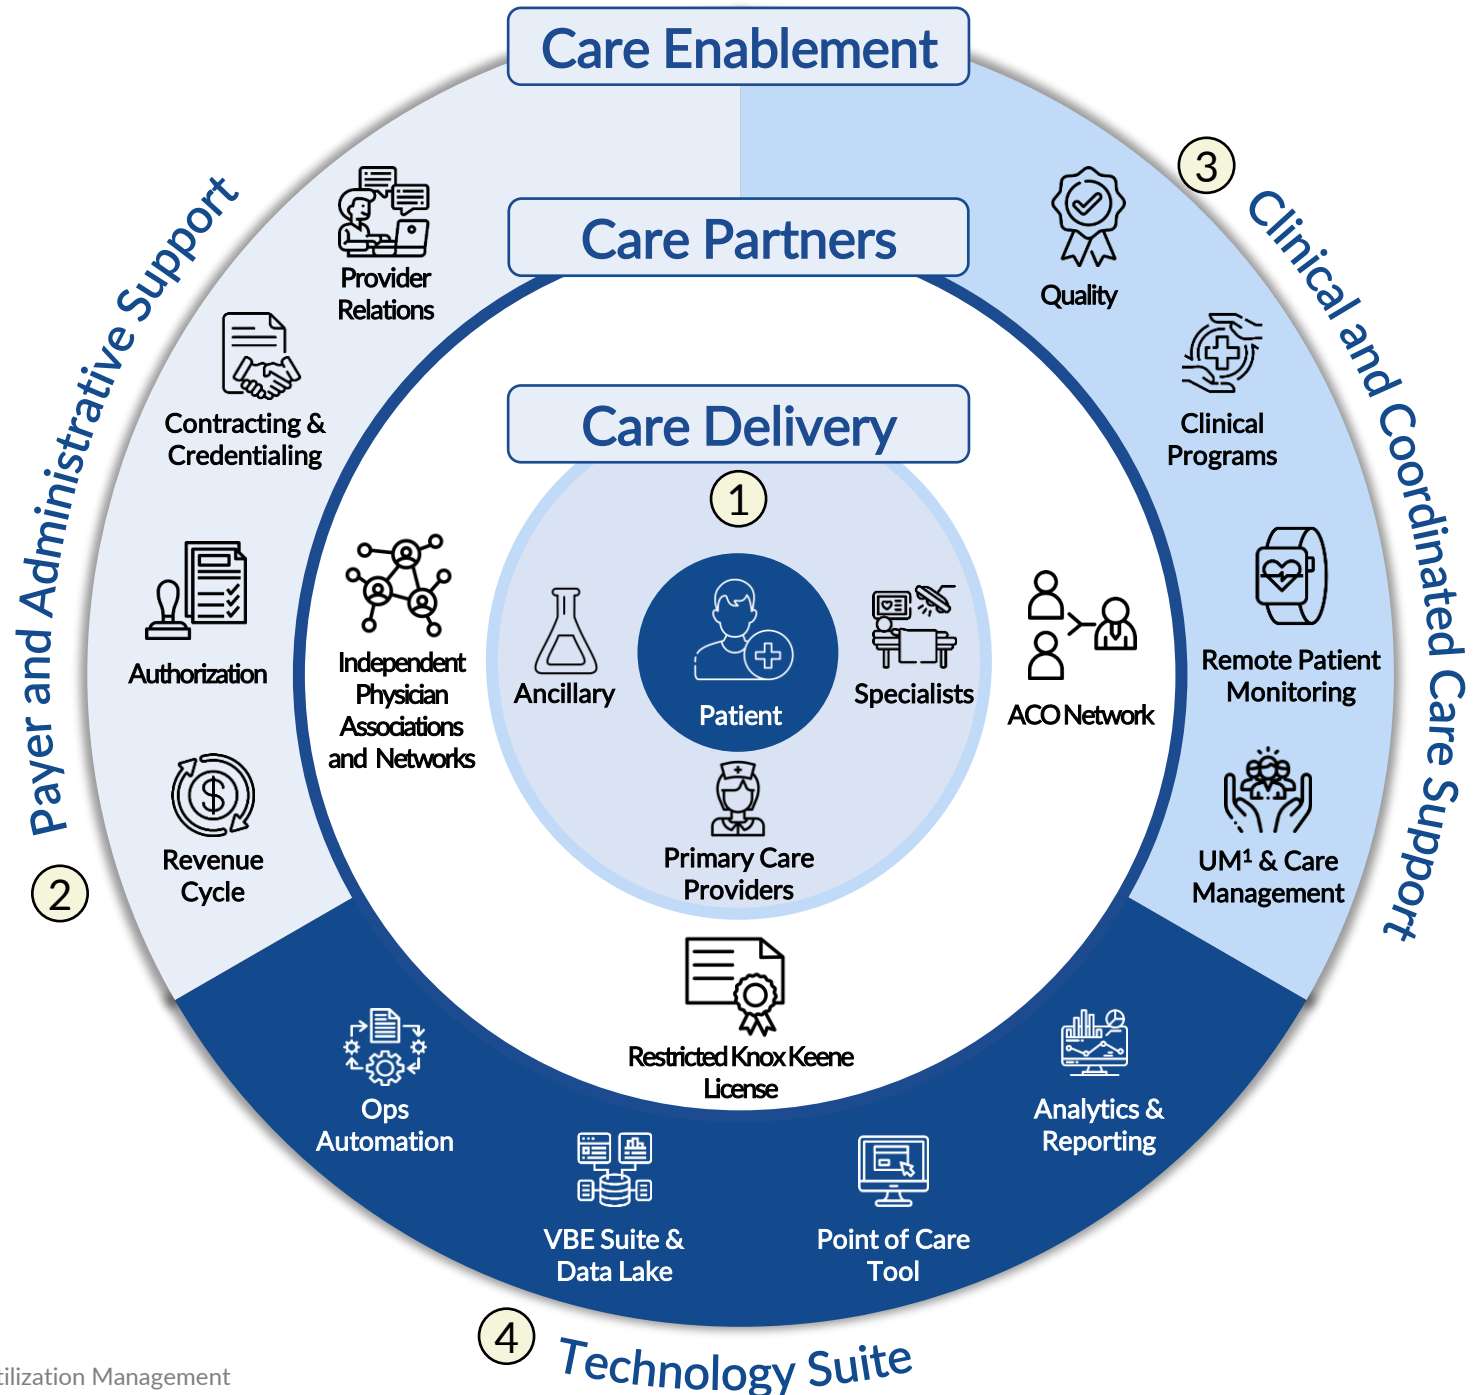 Care Enablement
Care Partners
Care Delivery
1
Patient
Ancillary
Specialists
Primary Care
Providers
Independent
Physician
Associations
and Networks
ACO Network
Restricted Knox Keene
License
2
Payer and Administrative Support
Provider
Relations
Contracting &
Credentialing
Authorization
Revenue
Cycle
3
Clinical and Coordinated Care Support
Quality
Clinical
Programs
Remote Patient
Monitoring
UM¹ & Care
Management
4
Technology Suite
Ops
Automation
VBE Suite &
Data Lake
Point of Care
Tool
Analytics &
Reporting
Management